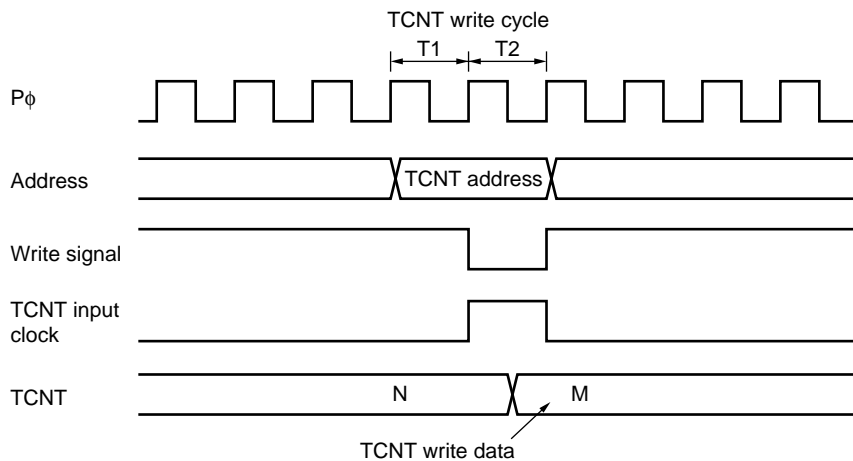 TCNT write cycle
T1 T2
Pϕ
Address
TCNT address
Write signal
TCNT input
clock
TCNT
N
M
TCNT write data